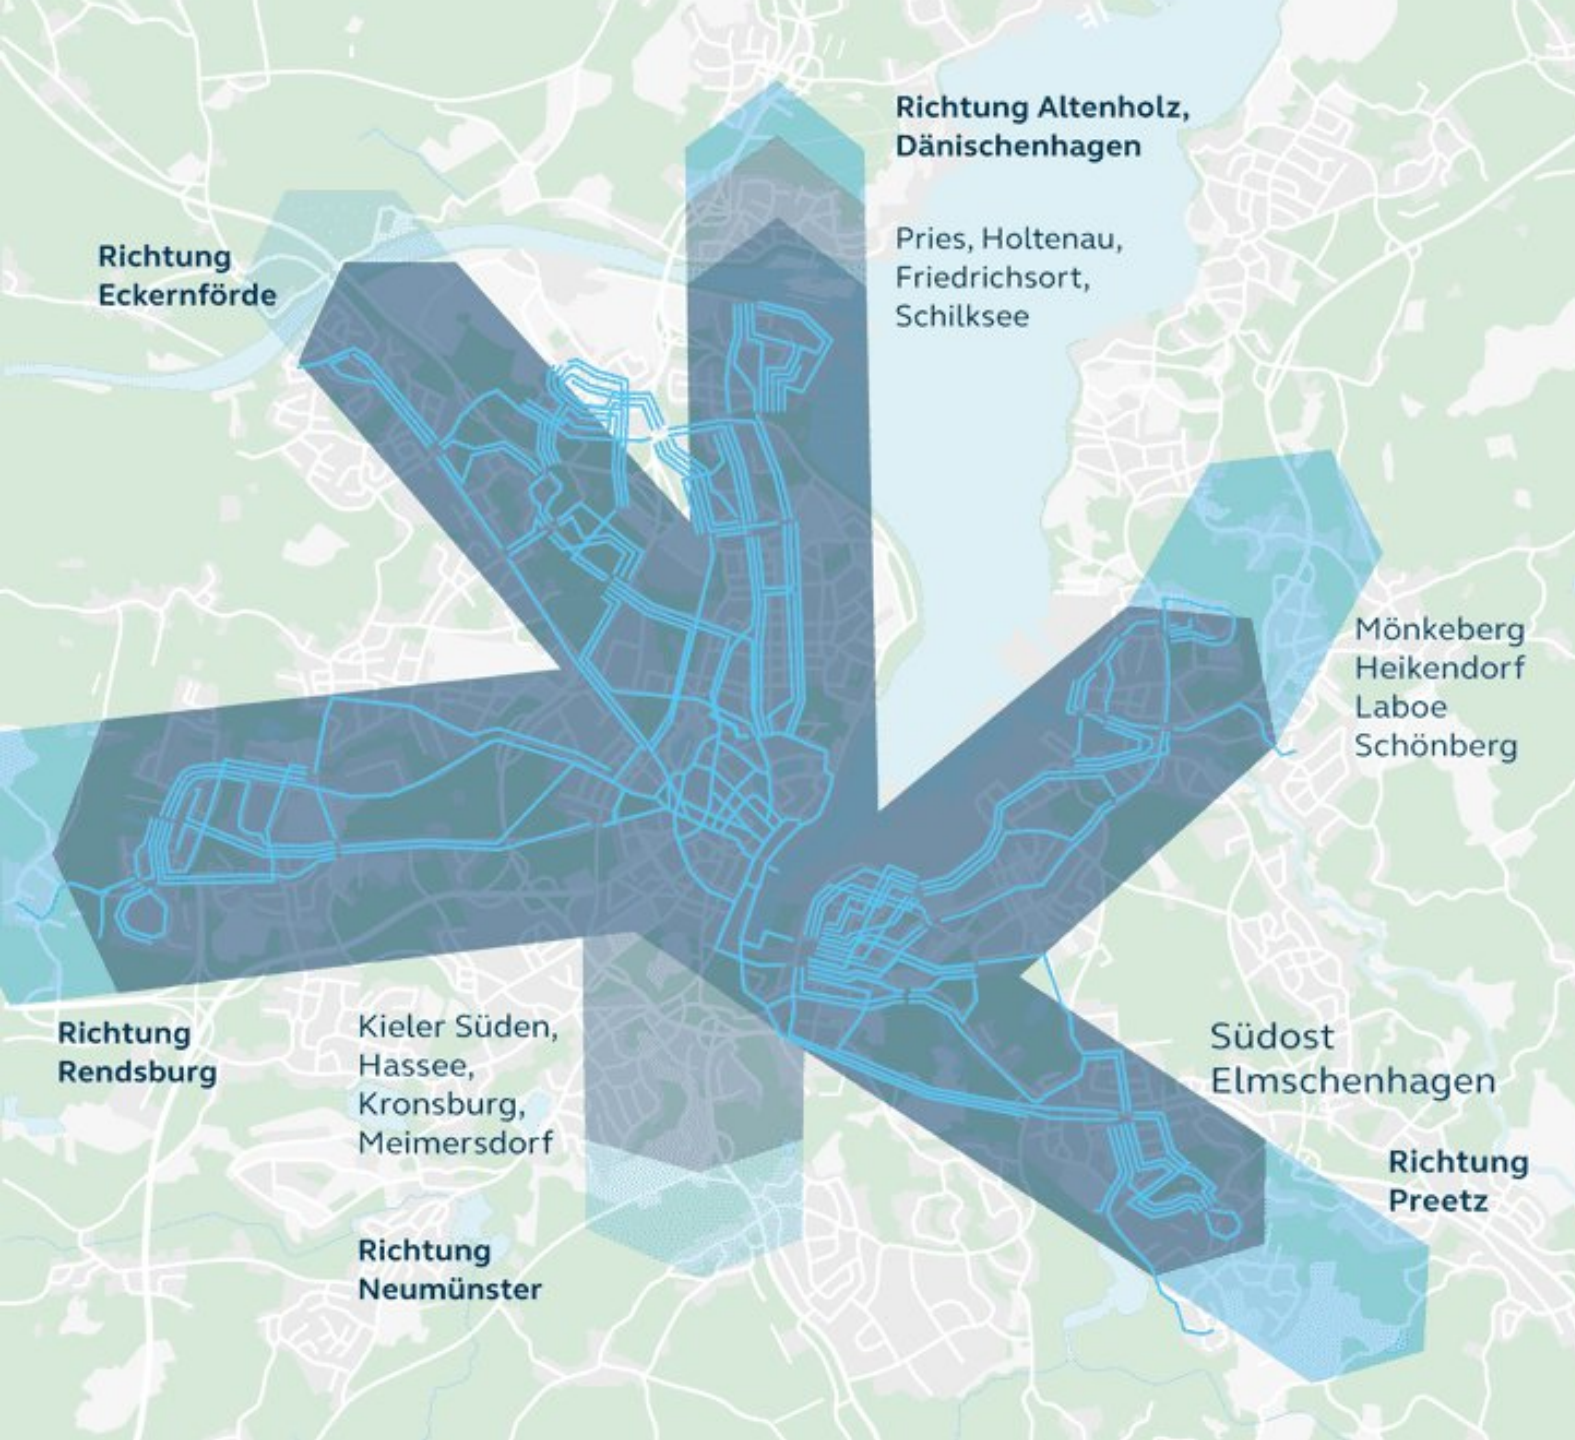 Richtung Altenholz,
Dänischenhagen
Pries, Holtenau,
Friedrichsort,
Schilksee
Richtung
Eckernförde
Mönkeberg
Heikendorf
Laboe
Schönberg
Richtung
Rendsburg
Kieler Süden,
Hassee,
Kronsburg,
Meimersdorf
Richtung
Neumünster
Südost
Elmschenhagen
Richtung
Preetz